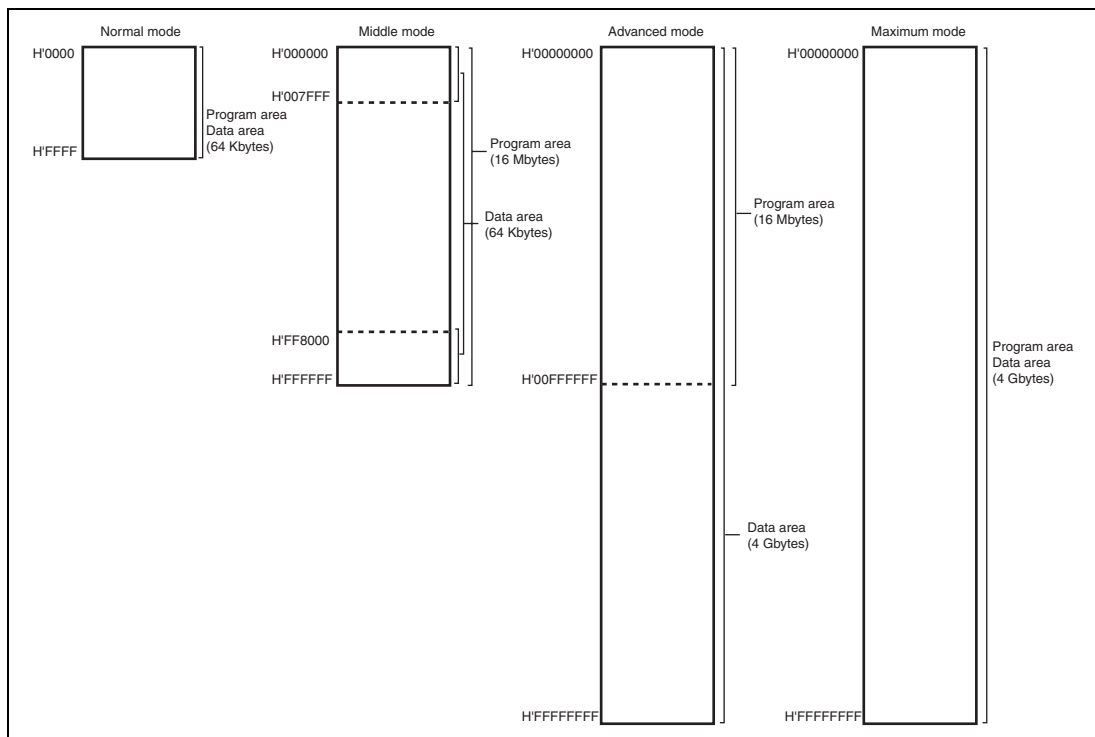 Normal mode
H'0000
H'FFFF
Program area
Data area
(64 Kbytes)
Middle mode
H'000000
H'007FFF
H'FF8000
H'FFFFFF
Program area
(16 Mbytes)
Data area
(64 Kbytes)
Advanced mode
H'00000000
H'00FFFFFF
H'FFFFFFFF
Program area
(16 Mbytes)
Data area
(4 Gbytes)
Maximum mode
H'00000000
H'FFFFFFFF
Program area
Data area
(4 Gbytes)